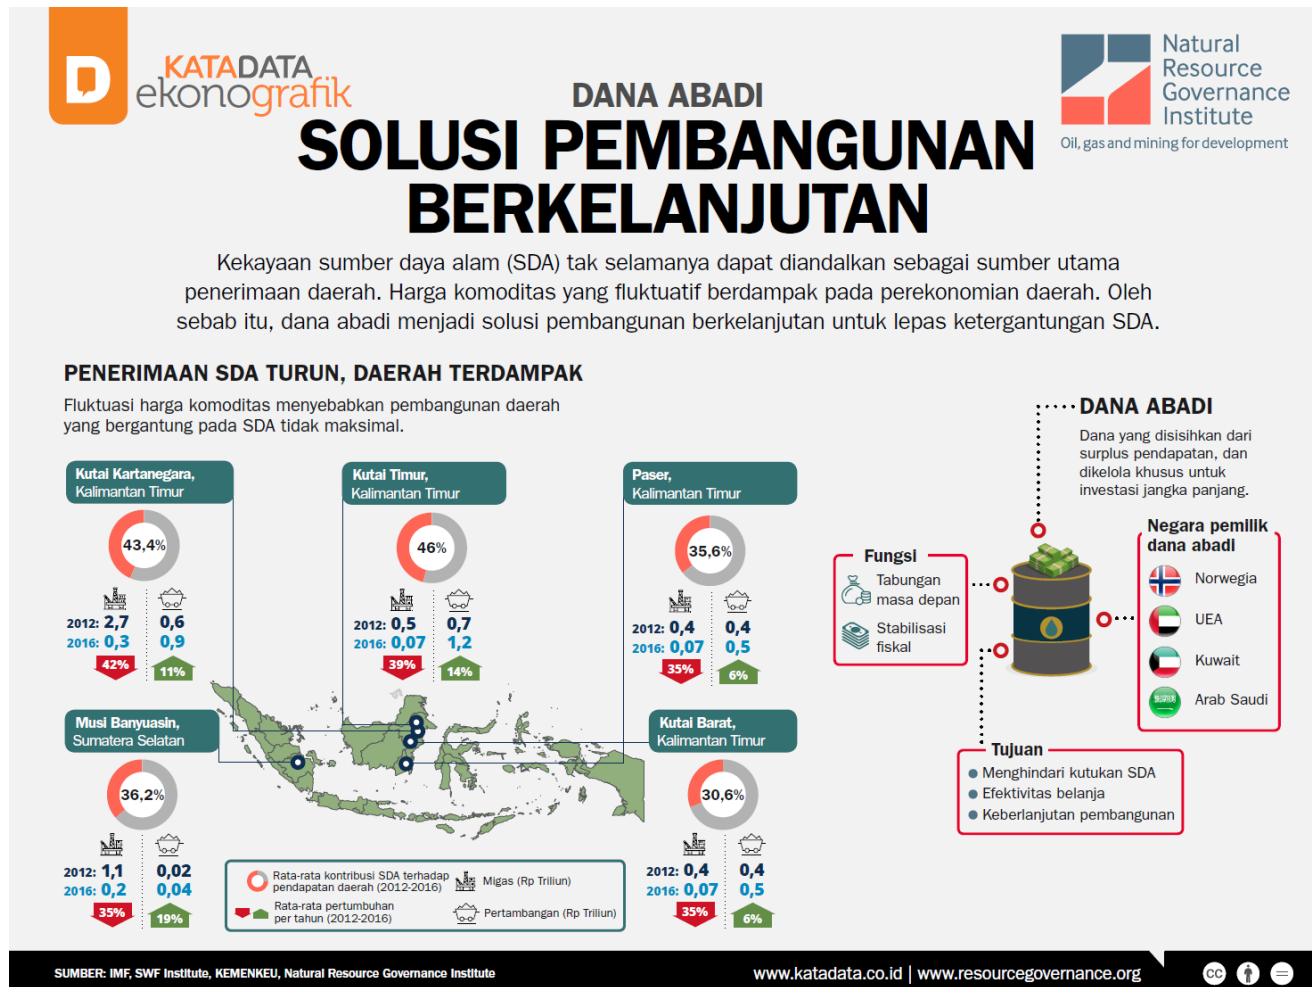 KATADATA
ekonografik
Natural
Resource
Governance
Institute
Oil, gas and mining for development
DANA ABADI
SOLUSI PEMBANGUNAN
BERKELANJUTAN
Kekayaan sumber daya alam (SDA) tak selamanya dapat diandalkan sebagai sumber utama
penerimaan daerah. Harga komoditas yang fluktuatif berdampak pada perekonomian daerah. Oleh
sebab itu, dana abadi menjadi solusi pembangunan berkelanjutan untuk lepas ketergantungan SDA.
PENERIMAAN SDA TURUN, DAERAH TERDAMPAK
Fluktuasi harga komoditas menyebabkan pembangunan daerah
yang bergantung pada SDA tidak maksimal.
Kutai Kartanegara,
Kalimantan Timur
43,4%
2012: 2,7 0,6
2016: 0,3 0,9
42% 11%
Kutai Timur,
Kalimantan Timur
46%
2012: 0,5 0,7
2016: 0,07 1,2
39% 14%
Paser,
Kalimantan Timur
35,6%
2012: 0,4 0,4
2016: 0,07 0,5
35% 6%
Musi Banyuasin,
Sumatera Selatan
36,2%
2012: 1,1 0,02
2016: 0,2 0,04
35% 19%
Kutai Barat,
Kalimantan Timur
30,6%
2012: 0,4 0,4
2016: 0,07 0,5
35% 6%
Rata-rata kontribusi SDA terhadap
pendapatan daerah (2012-2016)
Migas (Rp Triliun)
Rata-rata pertumbuhan
per tahun (2012-2016)
Pertambangan (Rp Triliun)
DANA ABADI
Dana yang disisihkan dari
surplus pendapatan, dan
dikelola khusus untuk
investasi jangka panjang.
Fungsi
Tabungan
masa depan
Stabilisasi
fiskal
Negara pemilik
dana abadi
Norwegia
UEA
Kuwait
Arab Saudi
Tujuan
Menghindari kutukan SDA
Efektivitas belanja
Keberlanjutan pembangunan
SUMBER: IMF, SWF Institute, KEMENKEU, Natural Resource Governance Institute
www.katadata.co.id | www.resourcegovernance.org
cc